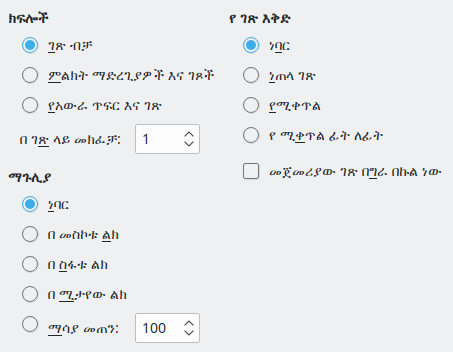 ክፍሎች
ገጽ ብቻ
ምልክት ማድረጊያዎች እና ገጾች
የአውራ ጥፍር እና ገጽ
በ ገጽ ላይ መክፈቻ: 1
ማጉሊያ
ነባር
በ መስኮቱ ልክ
በ ስፋቱ ልክ
በ ሚታየው ልክ
ማሳያ መጠን: 100
የ ገጽ እቅድ
ነባር
ነጠላ ገጽ
የሚቀጥል
የ ሚቀጥል ፊት ለፊት
መጀመሪያው ገጽ በግራ በኩል ነው